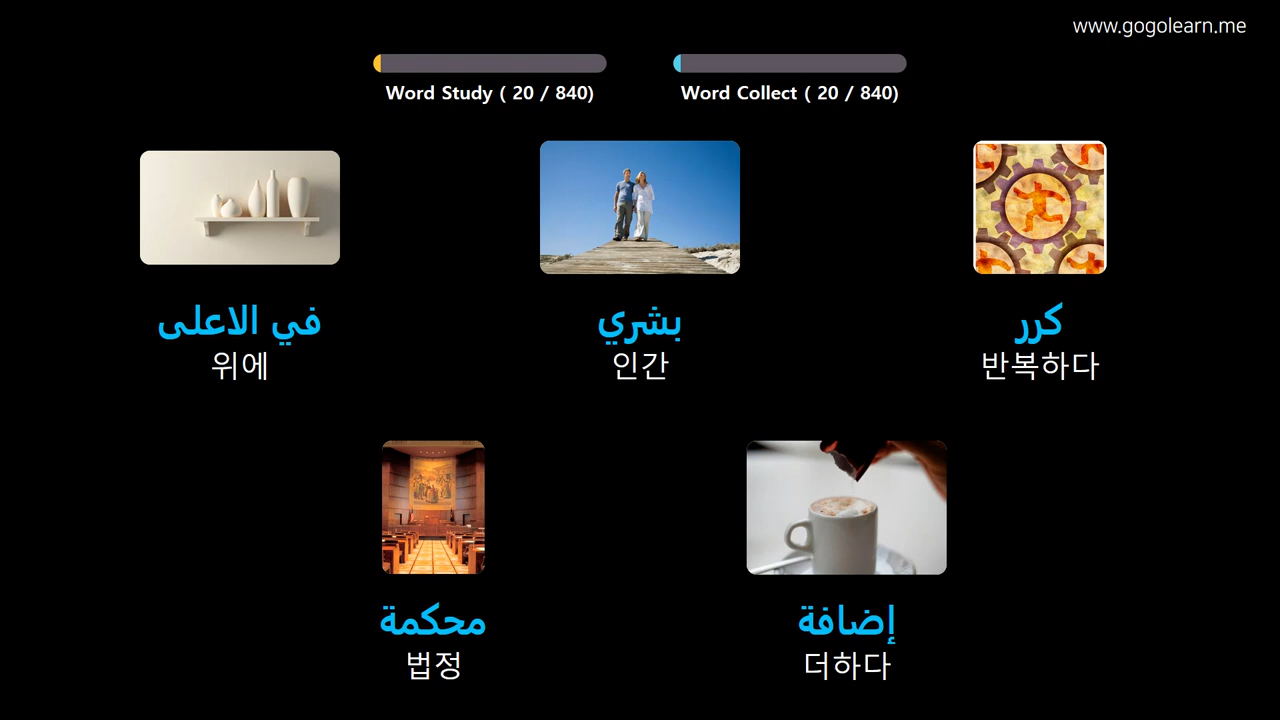 www.gogolearn.me
Word Study ( 20 / 840)
Word Collect ( 20 / 840)
في الاعلى
위에
بشري
인간
كرر
반복하다
محكمة
법정
إضافة
더하다